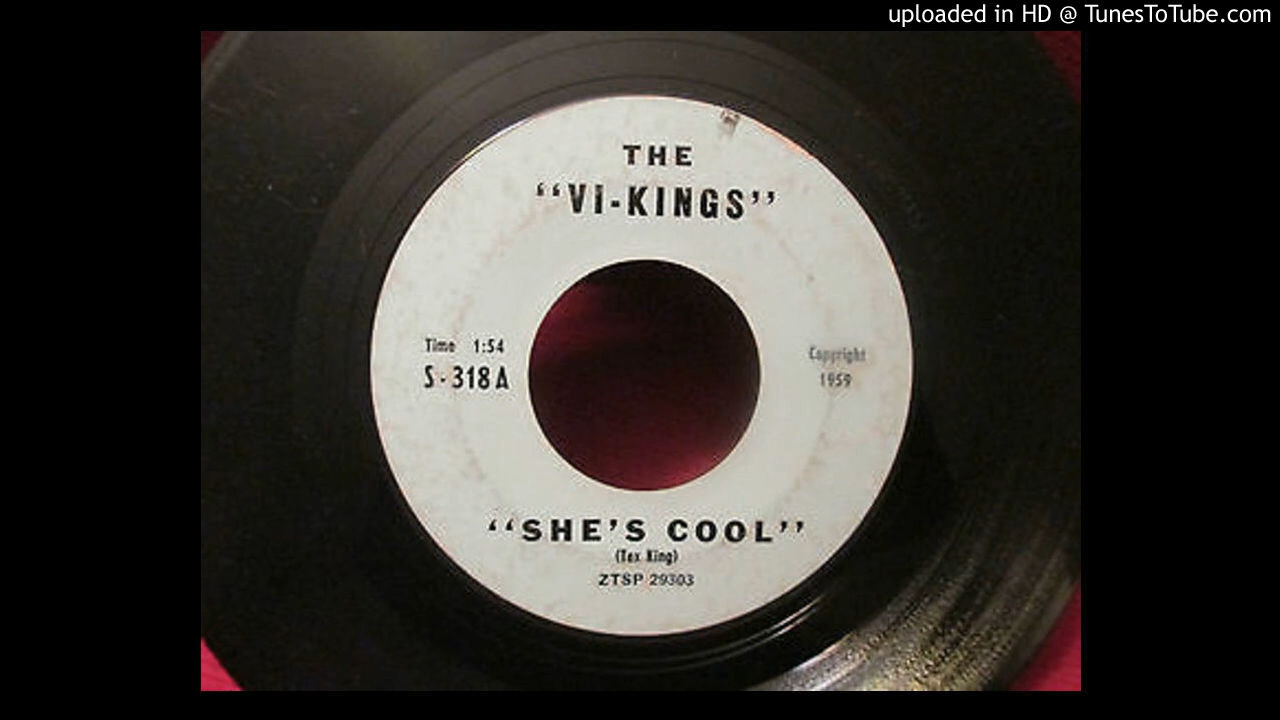 uploaded in HD @ TunesToTube.com
THE
“VI-KINGS”
Time 1:54
S-318A
Copyright
1959
“SHE’S COOL”
(Tex King)
ZTSP 29303